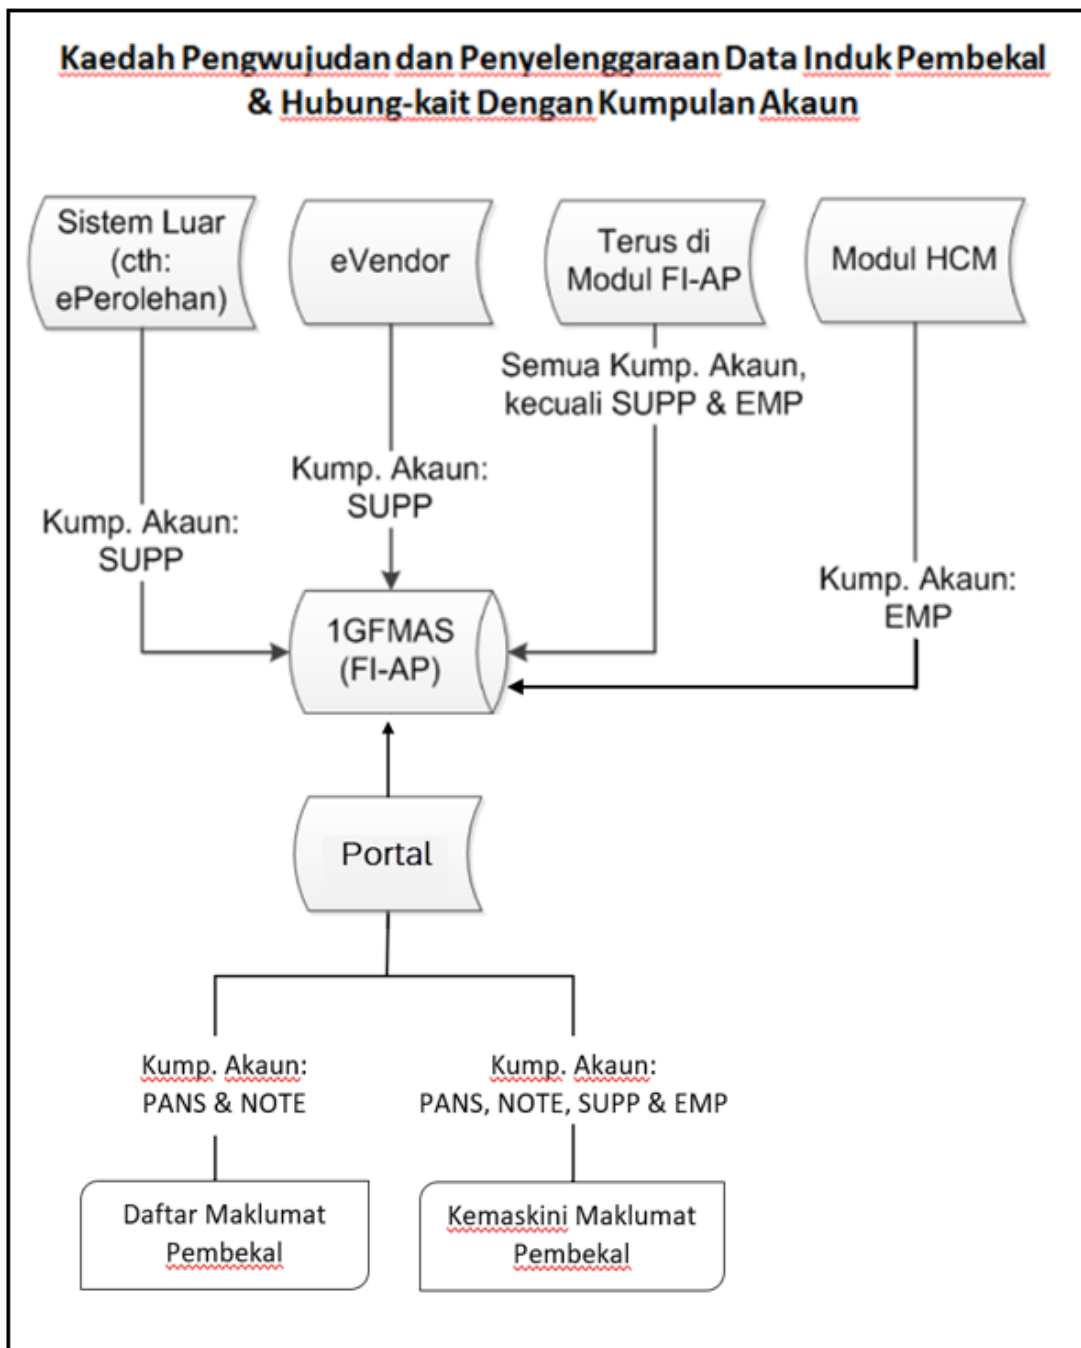 Kaedah Pengwujudan dan Penyelenggaraan Data Induk Pembekal
& Hubung-kait Dengan Kumpulan Akaun
Sistem Luar
(cth:
ePerolehan)
eVendor
Terus di
Modul FI-AP
Modul HCM
Semua Kump. Akaun,
kecuali SUPP & EMP
Kump. Akaun:
SUPP
Kump. Akaun:
SUPP
Kump. Akaun:
EMP
1GFMAS
(FI-AP)
Portal
Kump. Akaun:
PANS & NOTE
Kump. Akaun:
PANS, NOTE, SUPP & EMP
Daftar Maklumat
Pembekal
Kemaskini Maklumat
Pembekal